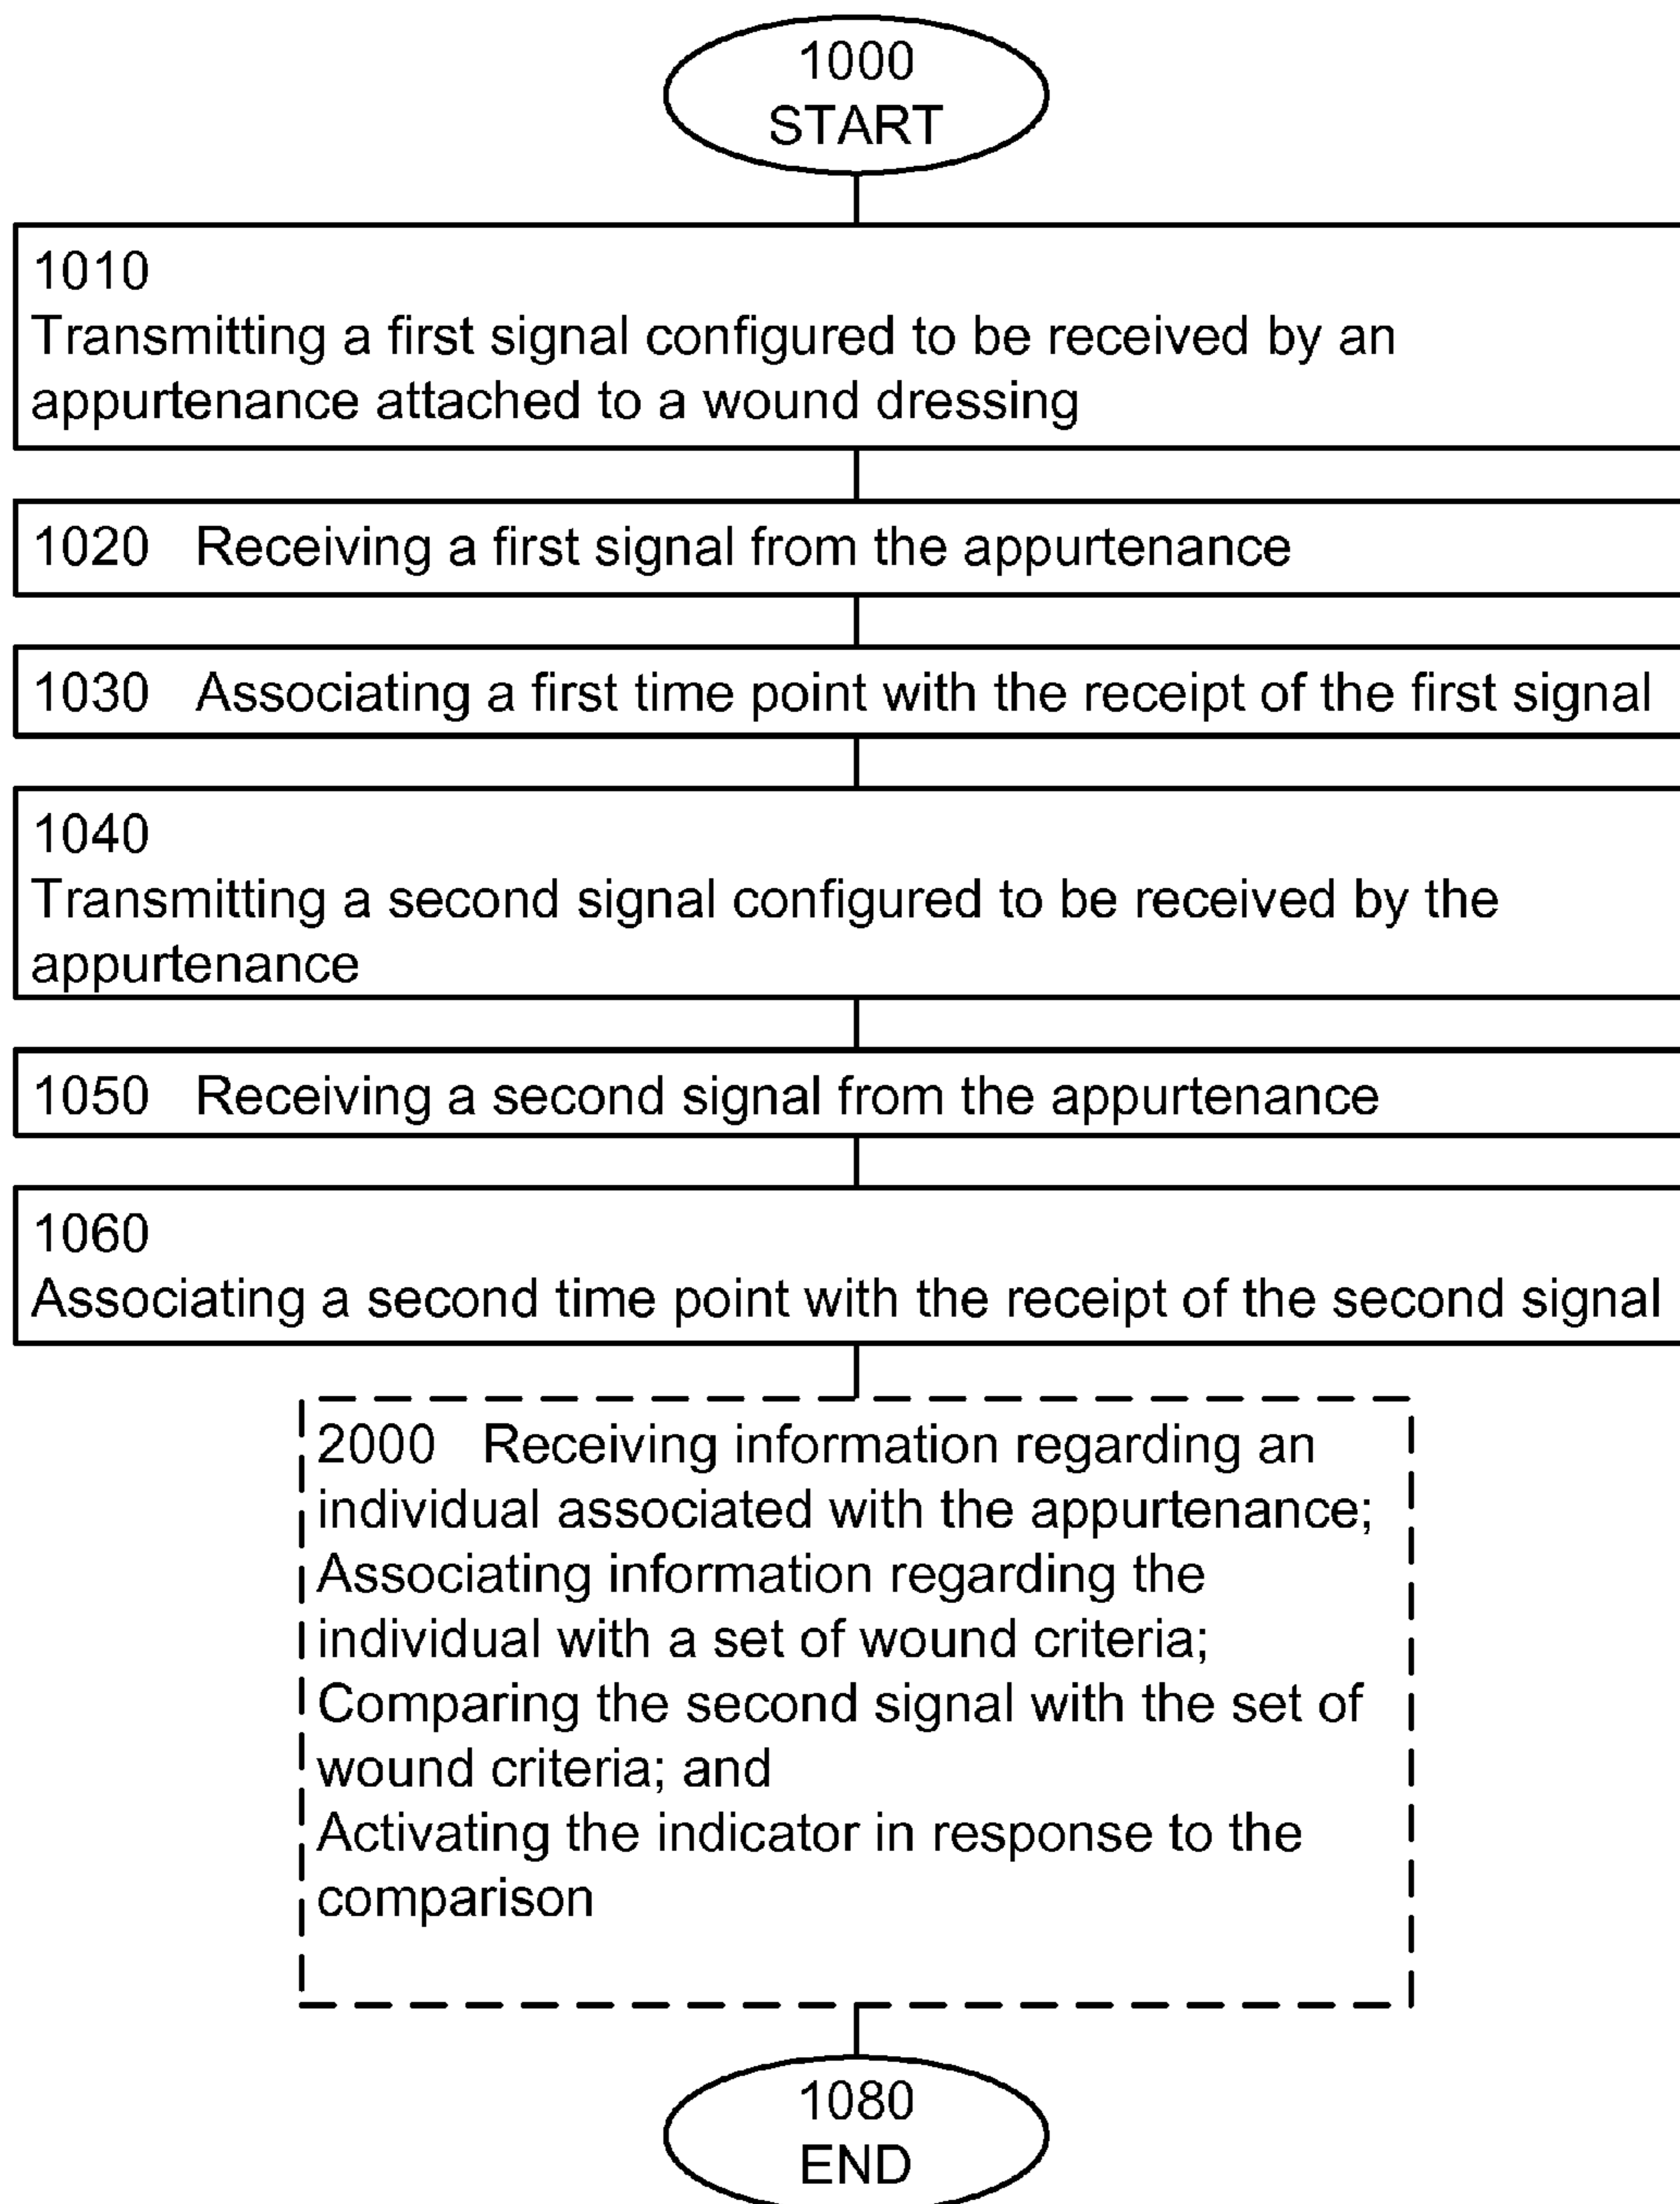 1000
START
1010
Transmitting a first signal configured to be received by an
appurtenance attached to a wound dressing
1020 Receiving a first signal from the appurtenance
1030 Associating a first time point with the receipt of the first signal
1040
Transmitting a second signal configured to be received by the
appurtenance
1050 Receiving a second signal from the appurtenance
1060
Associating a second time point with the receipt of the second signal
2000 Receiving information regarding an
individual associated with the appurtenance;
Associating information regarding the
individual with a set of wound criteria;
Comparing the second signal with the set of
wound criteria; and
Activating the indicator in response to the
comparison
1080
END